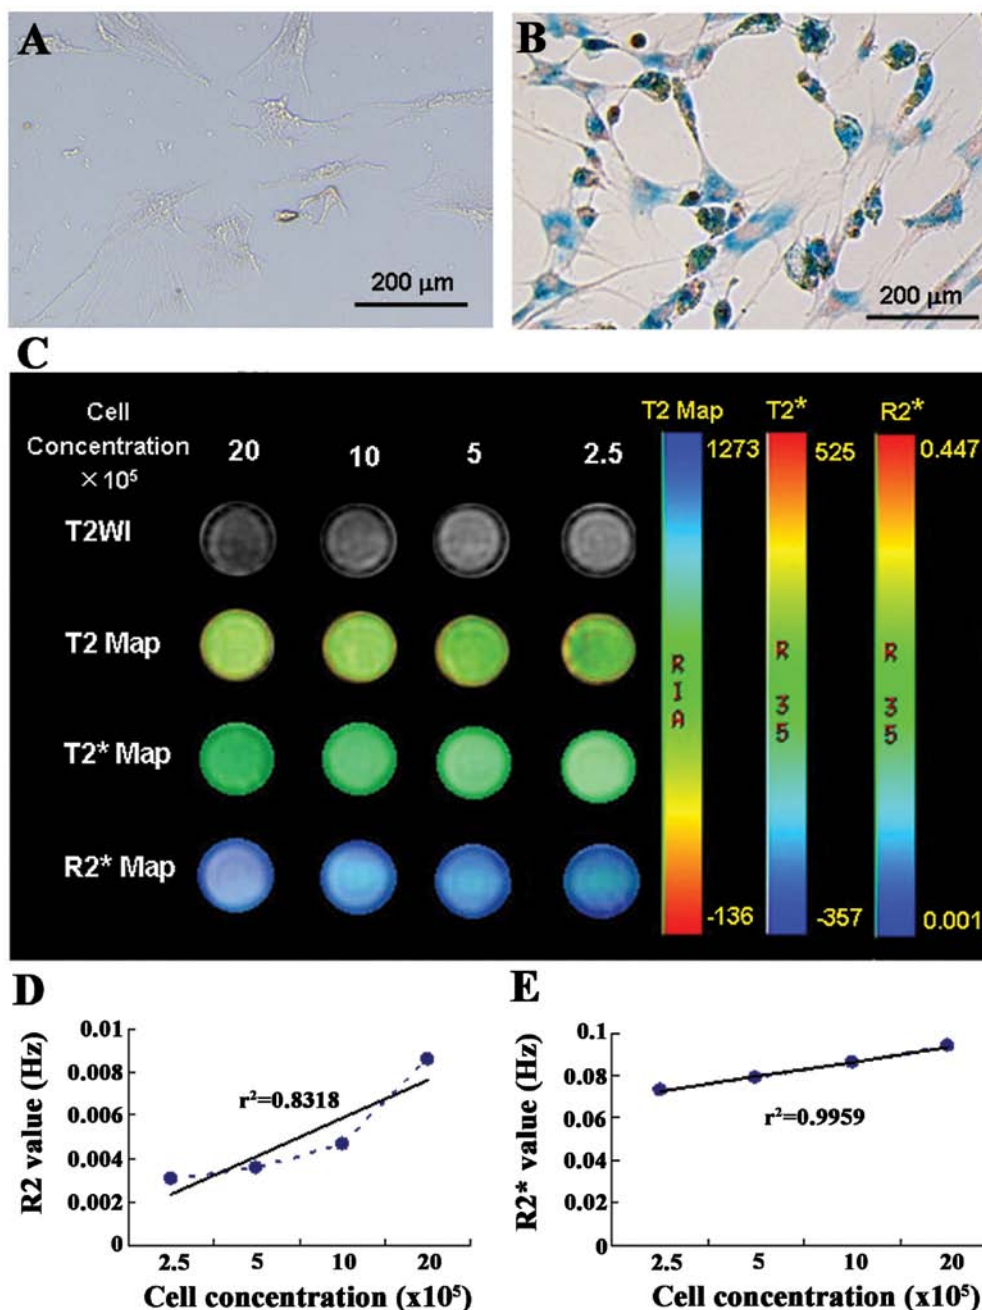 A
200 µm
B
200 µm
C
Cell
Concentration
×10⁵
20 10 5 2.5
T2WI
T2 Map
T2* Map
R2* Map
T2 Map T2* R2*
1273 525 0.447
RIA
R 35
R 35
-136 -357 0.001
D
R2 value (Hz)
0.01
0.008
0.006
0.004
0.002
0
r²=0.8318
2.5 5 10 20
Cell concentration (x10⁵)
E
R2* value (Hz)
0.1
0.08
0.06
0.04
0.02
0
r²=0.9959
2.5 5 10 20
Cell concentration (x10⁵)